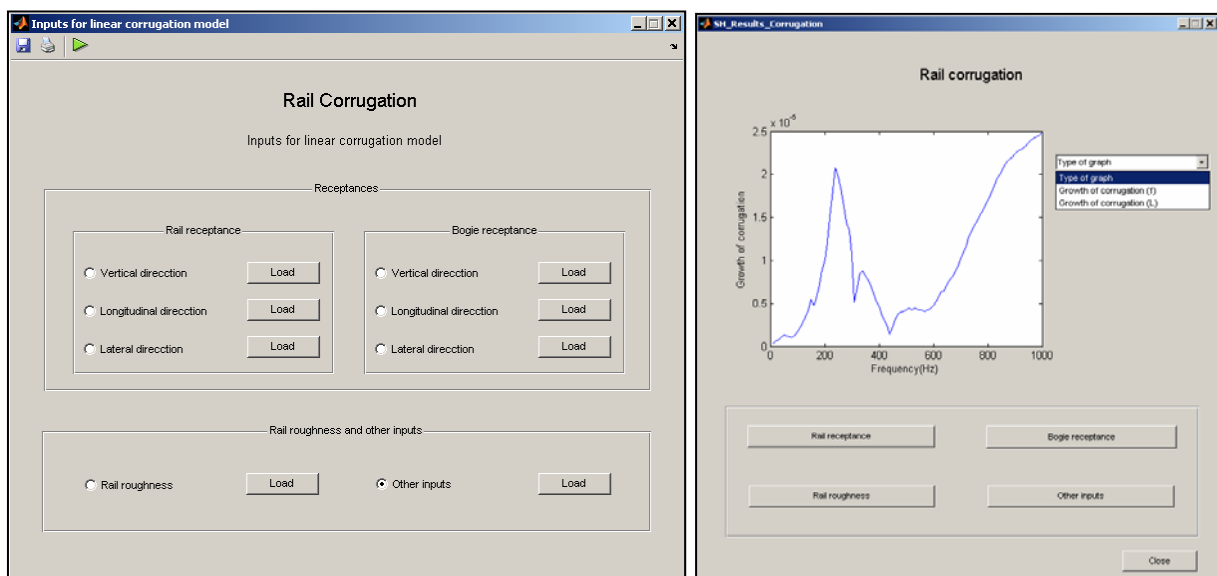 Inputs for linear corrugation model
Rail Corrugation
Inputs for linear corrugation model
Receptances
Rail receptance
Vertical direcction
Load
Longitudinal direcction
Load
Lateral direcction
Load
Bogie receptance
Vertical direcction
Load
Longitudinal direcction
Load
Lateral direcction
Load
Rail roughness and other inputs
Rail roughness
Load
Other inputs
Load
SH_Results_Corrugation
Rail corrugation
x 10^-5
2.5
2
1.5
1
0.5
0
Growth of corrugation
0 200 400 600 800 1000
Frequency(Hz)
Type of graph
Type of graph
Growth of corrugation (f)
Growth of corrugation (L)
Rail receptance
Bogie receptance
Rail roughness
Other inputs
Close